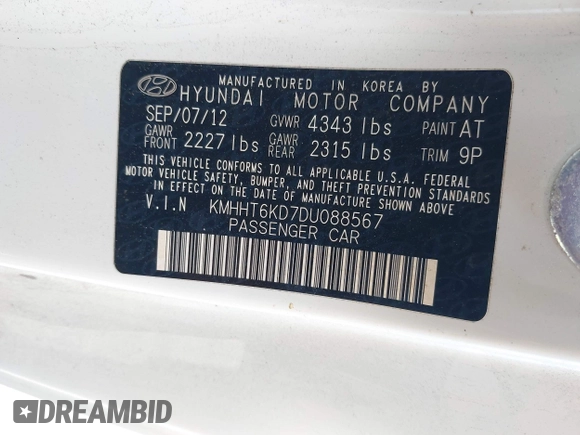 MANUFACTURED IN KOREA BY
HYUNDAI MOTOR COMPANY
SEP/07/12 GVWR 4343 lbs PAINT AT
GAWR FRONT 2227 lbs GAWR REAR 2315 lbs TRIM 9P
THIS VEHICLE CONFORMS TO ALL APPLICABLE U.S.A. FEDERAL
MOTOR VEHICLE SAFETY, BUMPER, AND THEFT PREVENTION STANDARDS
IN EFFECT ON THE DATE OF MANUFACTURE SHOWN ABOVE
V.I.N KMHHT6KD7DU088567
PASSENGER CAR
DREAMBID